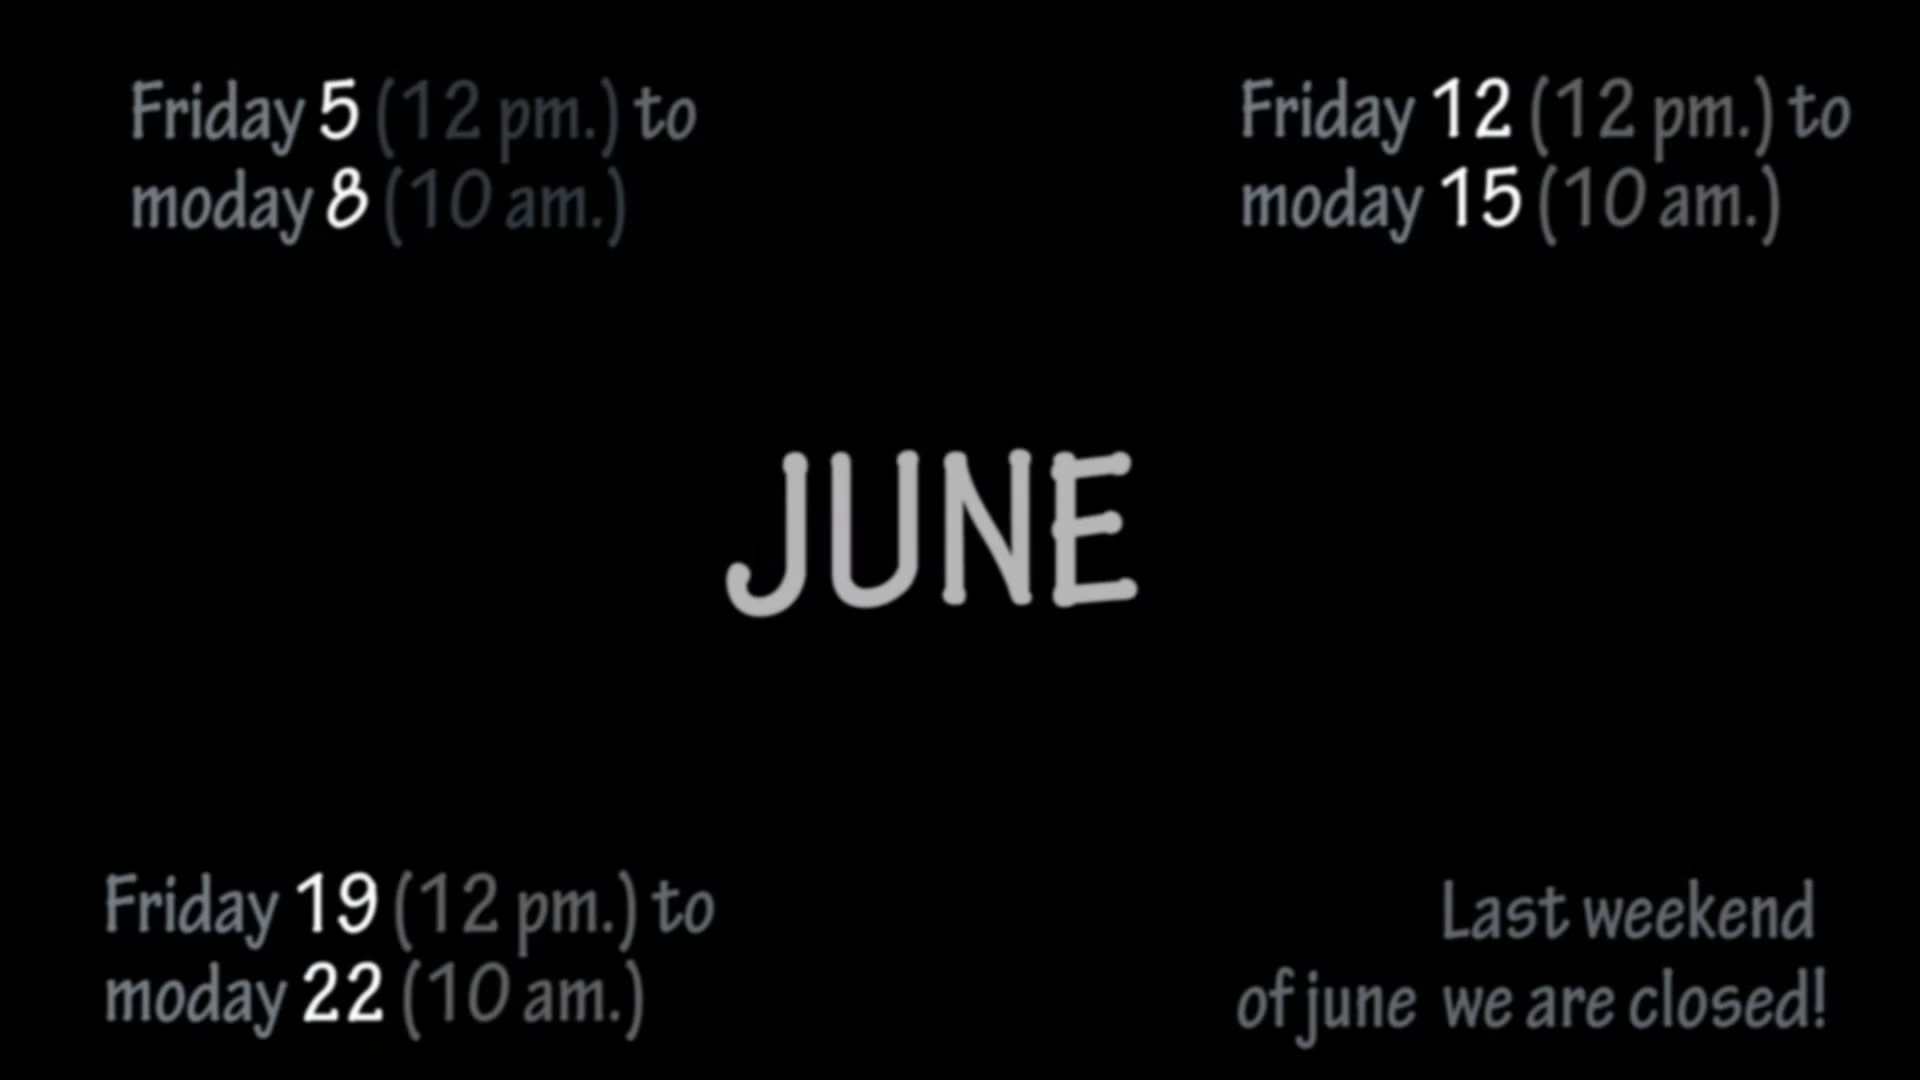 Friday 5 (12 pm.) to
moday 8 (10 am.)
Friday 12 (12 pm.) to
moday 15 (10 am.)
JUNE
Friday 19 (12 pm.) to
moday 22 (10 am.)
Last weekend
of june we are closed!